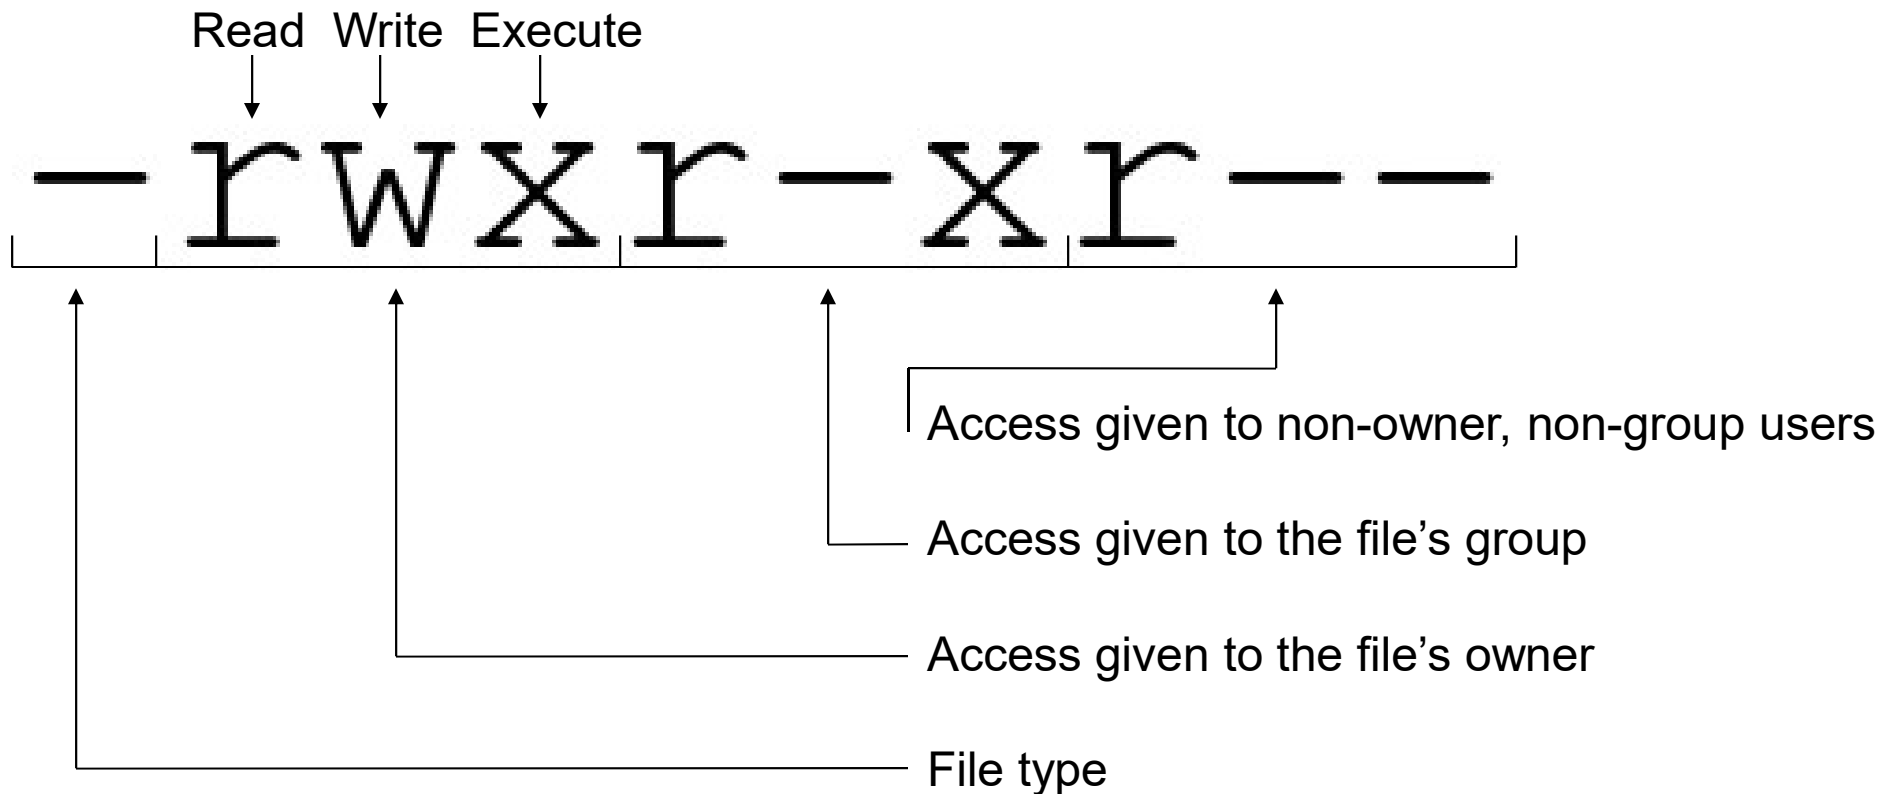 Read Write Execute
-rwxr-xr--
Access given to non-owner, non-group users
Access given to the file’s group
Access given to the file’s owner
File type